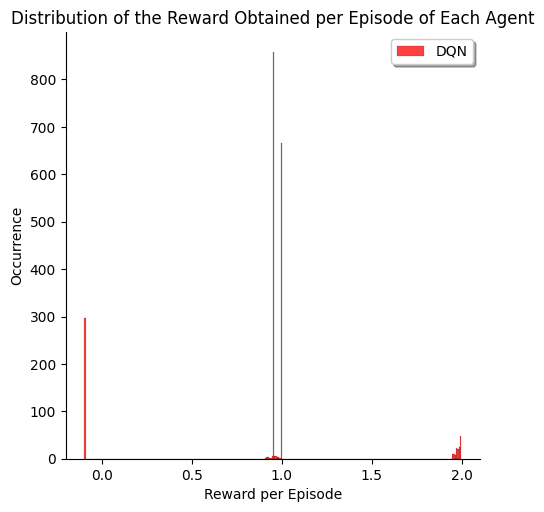 Distribution of the Reward Obtained per Episode of Each Agent
DQN
800
700
600
500
400
300
200
100
0
0.0 0.5 1.0 1.5 2.0
Occurrence
Reward per Episode